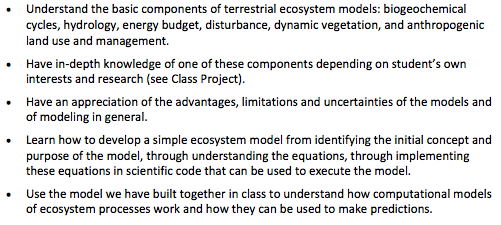 • Understand the basic components of terrestrial ecosystem models: biogeochemical
cycles, hydrology, energy budget, disturbance, dynamic vegetation, and anthropogenic
land use and management.
• Have in-depth knowledge of one of these components depending on student's own
interests and research (see Class Project).
• Have an appreciation of the advantages, limitations and uncertainties of the models and
of modeling in general.
• Learn how to develop a simple ecosystem model from identifying the initial concept and
purpose of the model, through understanding the equations, through implementing
these equations in scientific code that can be used to execute the model.
• Use the model we have built together in class to understand how computational models
of ecosystem processes work and how they can be used to make predictions.